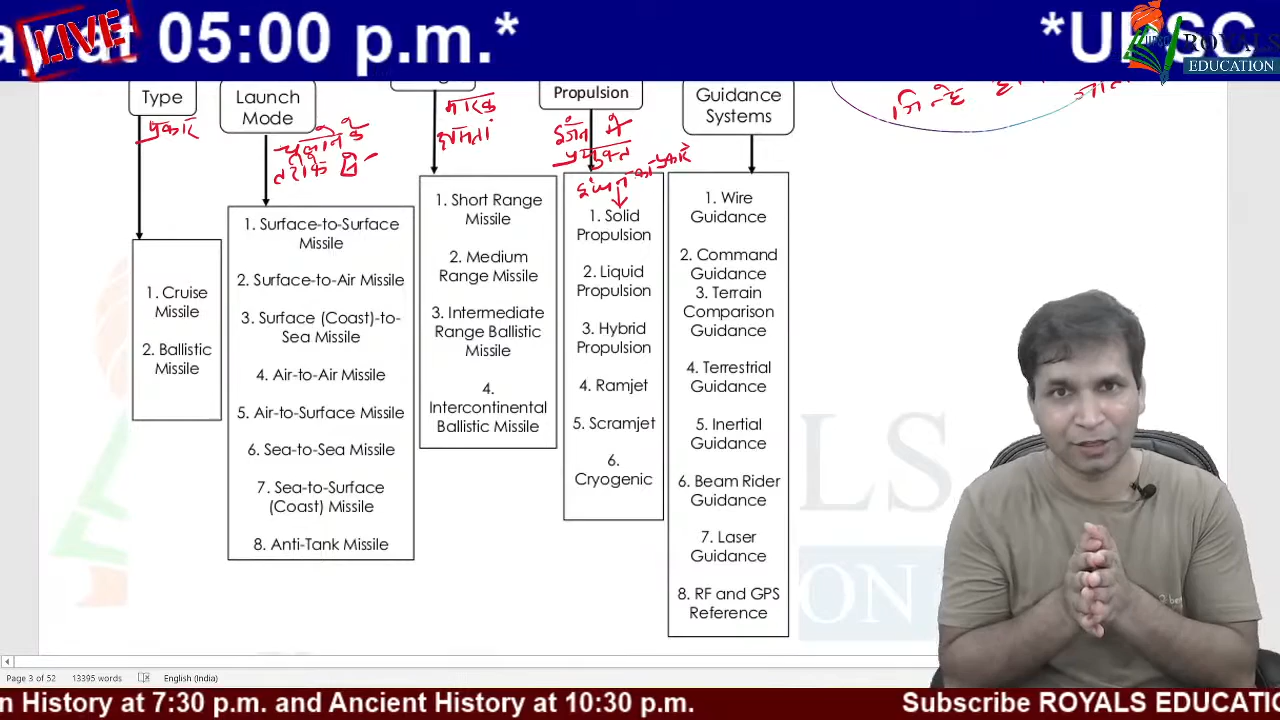 ay at 05:00 p.m.*
*UPSC
LIVE
ROYALS
EDUCATION
Type
Launch
Mode
Propulsion
Guidance
Systems
प्रकार
चलाने के
मारक
क्षमता
इंजन में
प्रयुक्त
जिन्हें
1. Cruise
Missile
2. Ballistic
Missile
1. Surface-to-Surface
Missile
2. Surface-to-Air Missile
3. Surface (Coast)-to-
Sea Missile
4. Air-to-Air Missile
5. Air-to-Surface Missile
6. Sea-to-Sea Missile
7. Sea-to-Surface
(Coast) Missile
8. Anti-Tank Missile
1. Short Range
Missile
2. Medium
Range Missile
3. Intermediate
Range Ballistic
Missile
4.
Intercontinental
Ballistic Missile
1. Solid
Propulsion
2. Liquid
Propulsion
3. Hybrid
Propulsion
4. Ramjet
5. Scramjet
6.
Cryogenic
1. Wire
Guidance
2. Command
Guidance
3. Terrain
Comparison
Guidance
4. Terrestrial
Guidance
5. Inertial
Guidance
6. Beam Rider
Guidance
7. Laser
Guidance
8. RF and GPS
Reference
Page 3 of 52 13395 words English (India)
n History at 7:30 p.m. and Ancient History at 10:30 p.m. Subscribe ROYALS EDUCATIO